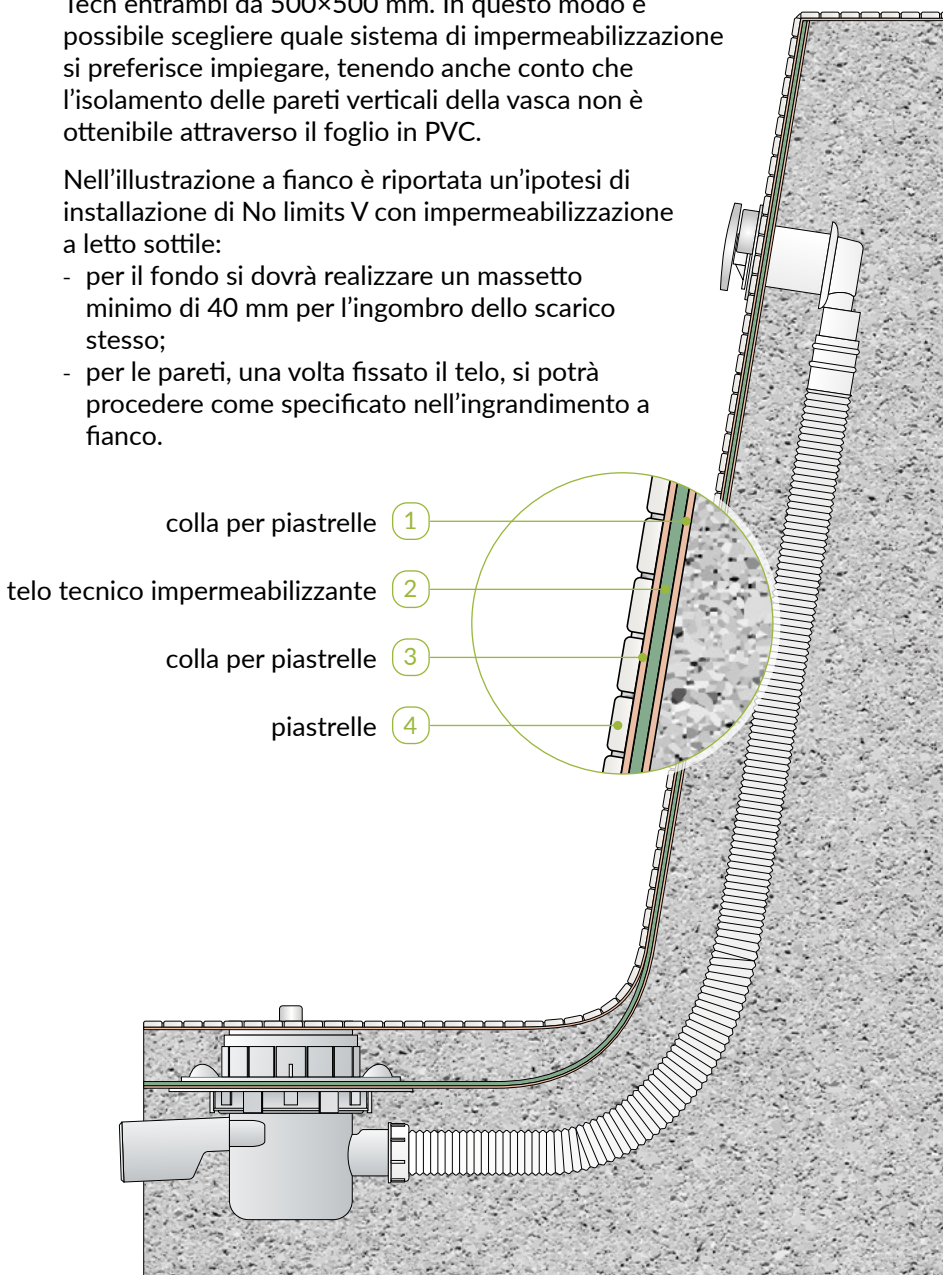 Tech entrambi da 500×500 mm. In questo modo è
possibile scegliere quale sistema di impermeabilizzazione
si preferisce impiegare, tenendo anche conto che
l’isolamento delle pareti verticali della vasca non è
ottenibile attraverso il foglio in PVC.
Nell’illustrazione a fianco è riportata un’ipotesi di
installazione di No limits V con impermeabilizzazione
a letto sottile:
- per il fondo si dovrà realizzare un massetto
minimo di 40 mm per l’ingombro dello scarico
stesso;
- per le pareti, una volta fissato il telo, si potrà
procedere come specificato nell’ingrandimento a
fianco.
colla per piastrelle 1
telo tecnico impermeabilizzante 2
colla per piastrelle 3
piastrelle 4